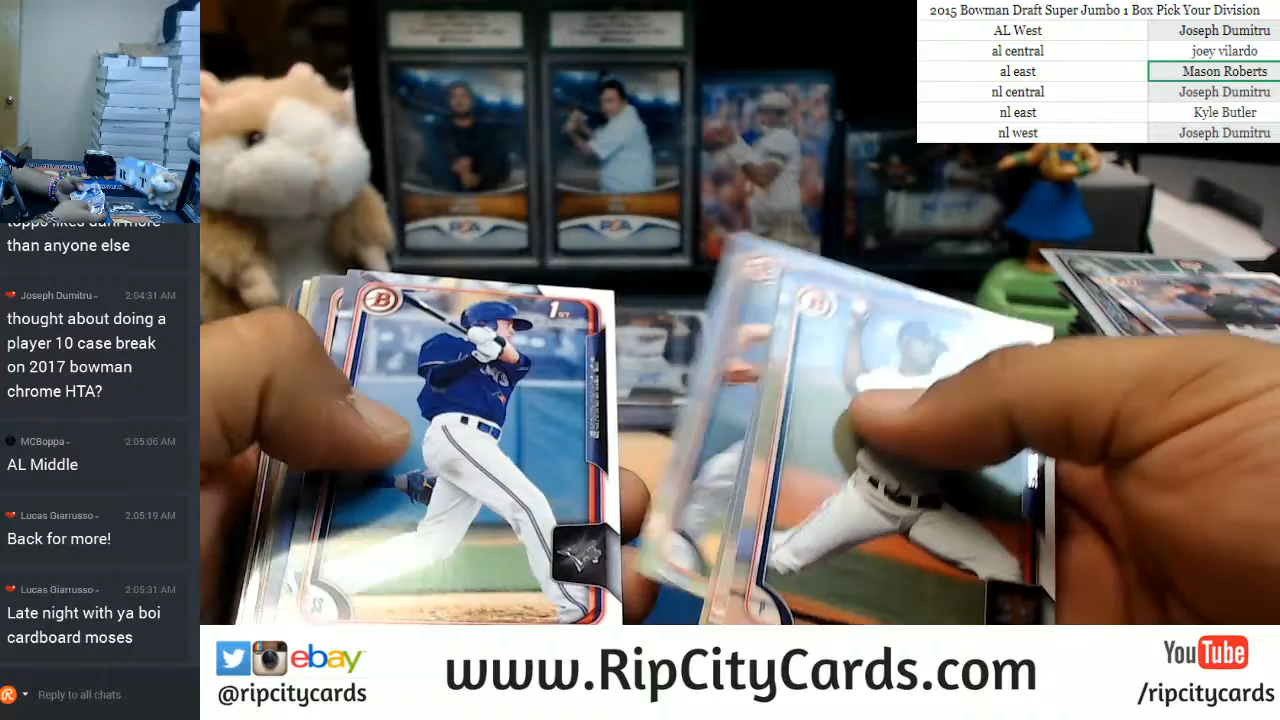 2015 Bowman Draft Super Jumbo 1 Box Pick Your Division
AL West Joseph Dumitru
al central joey vilardo
al east Mason Roberts
nl central Joseph Dumitru
nl east Kyle Butler
nl west Joseph Dumitru
topps likes dum more
than anyone else
Joseph Dumitru - 2:04:31 AM
thought about doing a
player 10 case break
on 2017 bowman
chrome HTA?
MCBoppa - 2:05:06 AM
AL Middle
Lucas Giarrusso - 2:05:19 AM
Back for more!
Lucas Giarrusso - 2:05:31 AM
Late night with ya boi
cardboard moses
Reply to all chats
PSA
PSA
B
1ST
SS
B
P
ebay
@ripcitycards
www.RipCityCards.com
YouTube
/ripcitycards